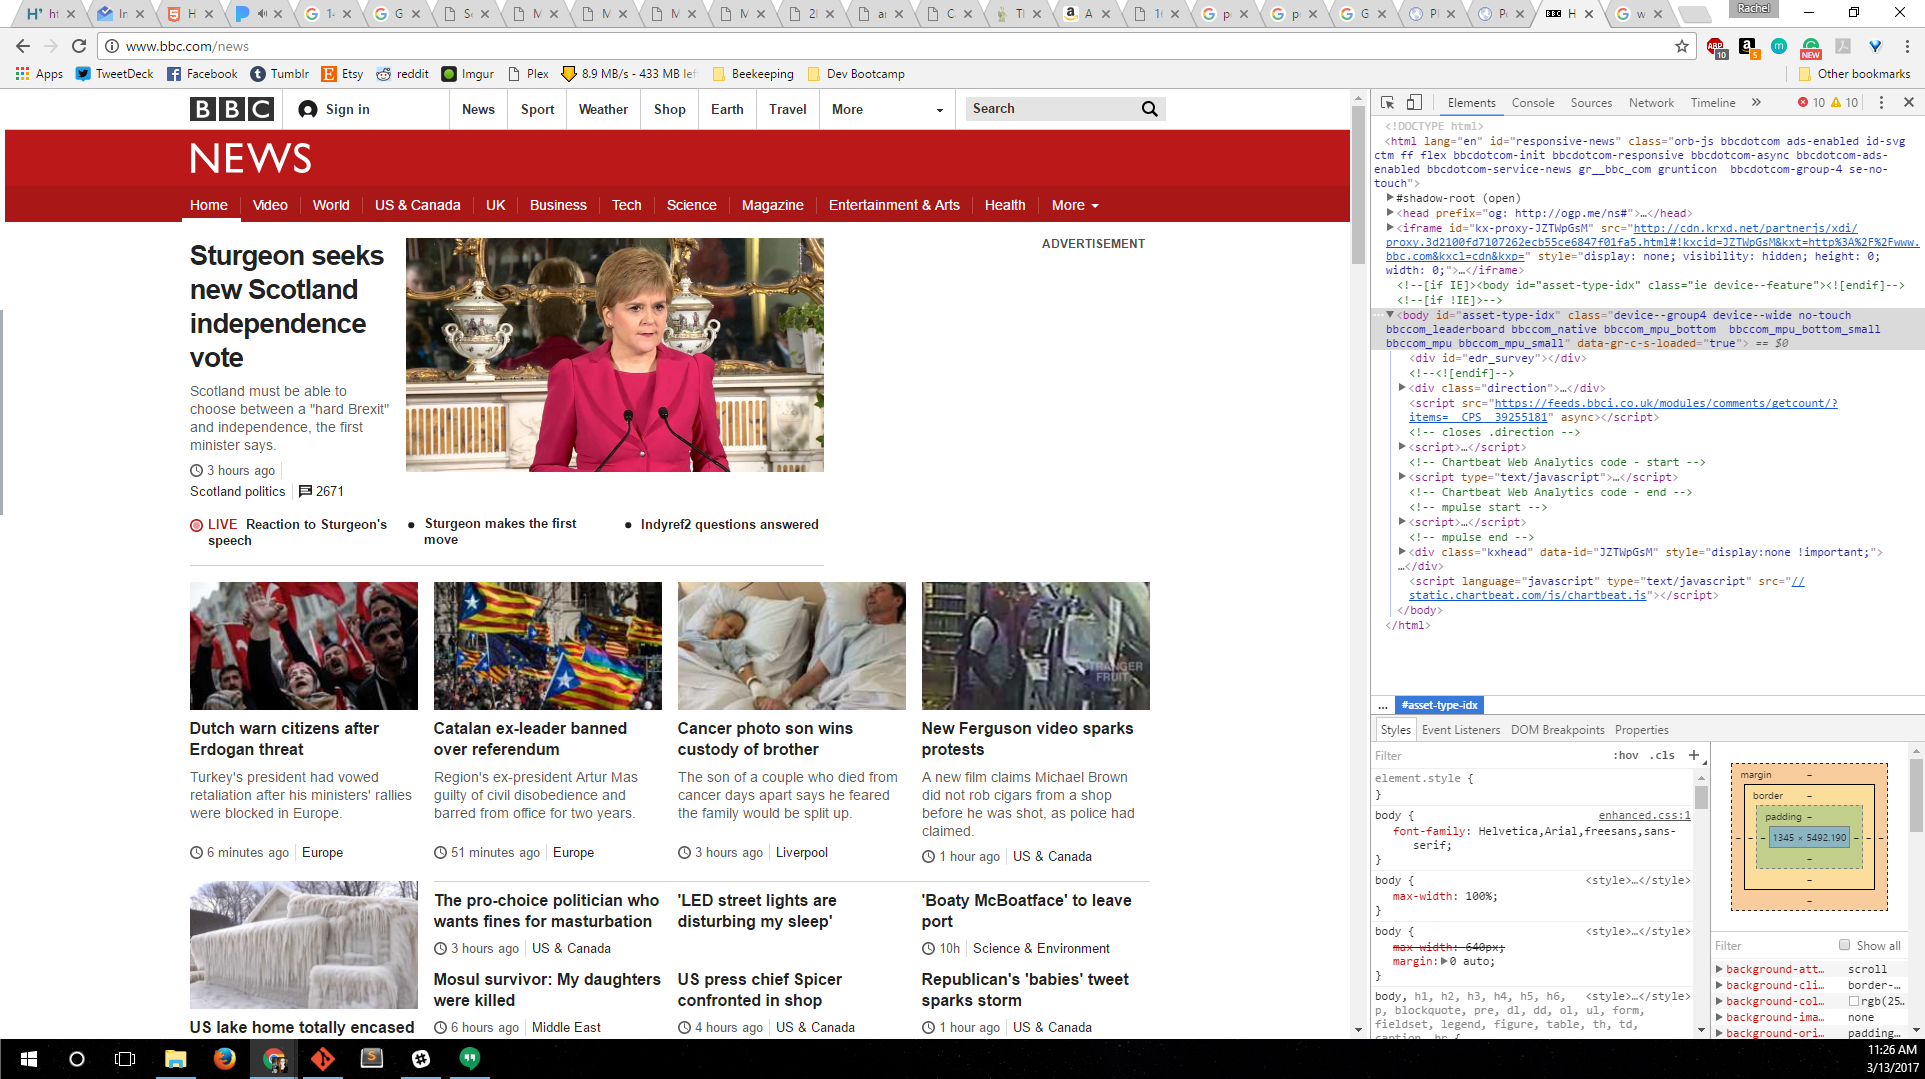 Rachel
www.bbc.com/news
Apps TweetDeck Facebook Tumblr Etsy reddit Imgur Plex 8.9 MB/s - 433 MB lef Beekeeping Dev Bootcamp Other bookmarks
BBC Sign in News Sport Weather Shop Earth Travel More Search
NEWS
Home Video World US & Canada UK Business Tech Science Magazine Entertainment & Arts Health More
ADVERTISEMENT
Sturgeon seeks
new Scotland
independence
vote
Scotland must be able to
choose between a "hard Brexit"
and independence, the first
minister says.
3 hours ago
Scotland politics 2671
LIVE Reaction to Sturgeon's
speech
Sturgeon makes the first
move
Indyref2 questions answered
STRANGER
FRUIT
Dutch warn citizens after
Erdogan threat
Turkey's president had vowed
retaliation after his ministers' rallies
were blocked in Europe.
6 minutes ago Europe
Catalan ex-leader banned
over referendum
Region's ex-president Artur Mas
guilty of civil disobedience and
barred from office for two years.
51 minutes ago Europe
Cancer photo son wins
custody of brother
The son of a couple who died from
cancer days apart says he feared
the family would be split up.
3 hours ago Liverpool
New Ferguson video sparks
protests
A new film claims Michael Brown
did not rob cigars from a shop
before he was shot, as police had
claimed.
1 hour ago US & Canada
US lake home totally encased
The pro-choice politician who
wants fines for masturbation
3 hours ago US & Canada
'LED street lights are
disturbing my sleep'
'Boaty McBoatface' to leave
port
10h Science & Environment
Mosul survivor: My daughters
were killed
6 hours ago Middle East
US press chief Spicer
confronted in shop
4 hours ago US & Canada
Republican's 'babies' tweet
sparks storm
1 hour ago US & Canada
Elements Console Sources Network Timeline 10 10
<!DOCTYPE html>
<html lang="en" id="responsive-news" class="orb-js bbcdotcom ads-enabled id-svg
ctm ff flex bbcdotcom-init bbcdotcom-responsive bbcdotcom-async bbcdotcom-ads-
enabled bbcdotcom-service-news gr__bbc_com grunticon bbcdotcom-group-4 se-no-
touch">
#shadow-root (open)
<head prefix="og: http://ogp.me/ns#">…</head>
<iframe id="kx-proxy-JZTWpGsM" src="http://cdn.krxd.net/partnerjs/xdi/
proxy.3d2100fd7107262ecb55ce6847f01fa5.html#!kxcid=JZTWpGsM&kxt=http%3A%2F%2Fwww.
bbc.com&kxcl=cdn&kxp=" style="display: none; visibility: hidden; height: 0;
width: 0;">…</iframe>
<!--[if IE]><body id="asset-type-idx" class="ie device--feature"><![endif]-->
<!--[if !IE]>-->
<body id="asset-type-idx" class="device--group4 device--wide no-touch
bbccom_leaderboard bbccom_native bbccom_mpu_bottom bbccom_mpu_bottom_small
bbccom_mpu bbccom_mpu_small" data-gr-c-s-loaded="true"> == $0
<div id="edr_survey"></div>
<!--<![endif]-->
<div class="direction">…</div>
<script src="https://feeds.bbci.co.uk/modules/comments/getcount/?
items=__CPS__39255181" async></script>
<!-- closes .direction -->
<script>…</script>
<!-- Chartbeat Web Analytics code - start -->
<script type="text/javascript">…</script>
<!-- Chartbeat Web Analytics code - end -->
<!-- mpulse start -->
<script>…</script>
<!-- mpulse end -->
<div class="kxhead" data-id="JZTWpGsM" style="display:none !important;">
…</div>
<script language="javascript" type="text/javascript" src="//
static.chartbeat.com/js/chartbeat.js"></script>
</body>
</html>
... #asset-type-idx
Styles Event Listeners DOM Breakpoints Properties
Filter :hov .cls +
element.style {
}
body { enhanced.css:1
font-family: Helvetica,Arial,freesans,sans-
serif;
}
body { <style>…</style>
max-width: 100%;
}
body { <style>…</style>
max-width: 640px;
margin: 0 auto;
}
body, h1, h2, h3, h4, h5, h6, <style>…</style>
p, blockquote, pre, dl, dd, ol, ul, form,
fieldset, legend, figure, table, th, td,
caption, hr {
margin –
border –
padding –
1345 × 5492.190
Filter Show all
background-att… scroll
background-cli… border-…
background-col… rgb(25…
background-ima… none
background-ori… padding…
11:26 AM
3/13/2017